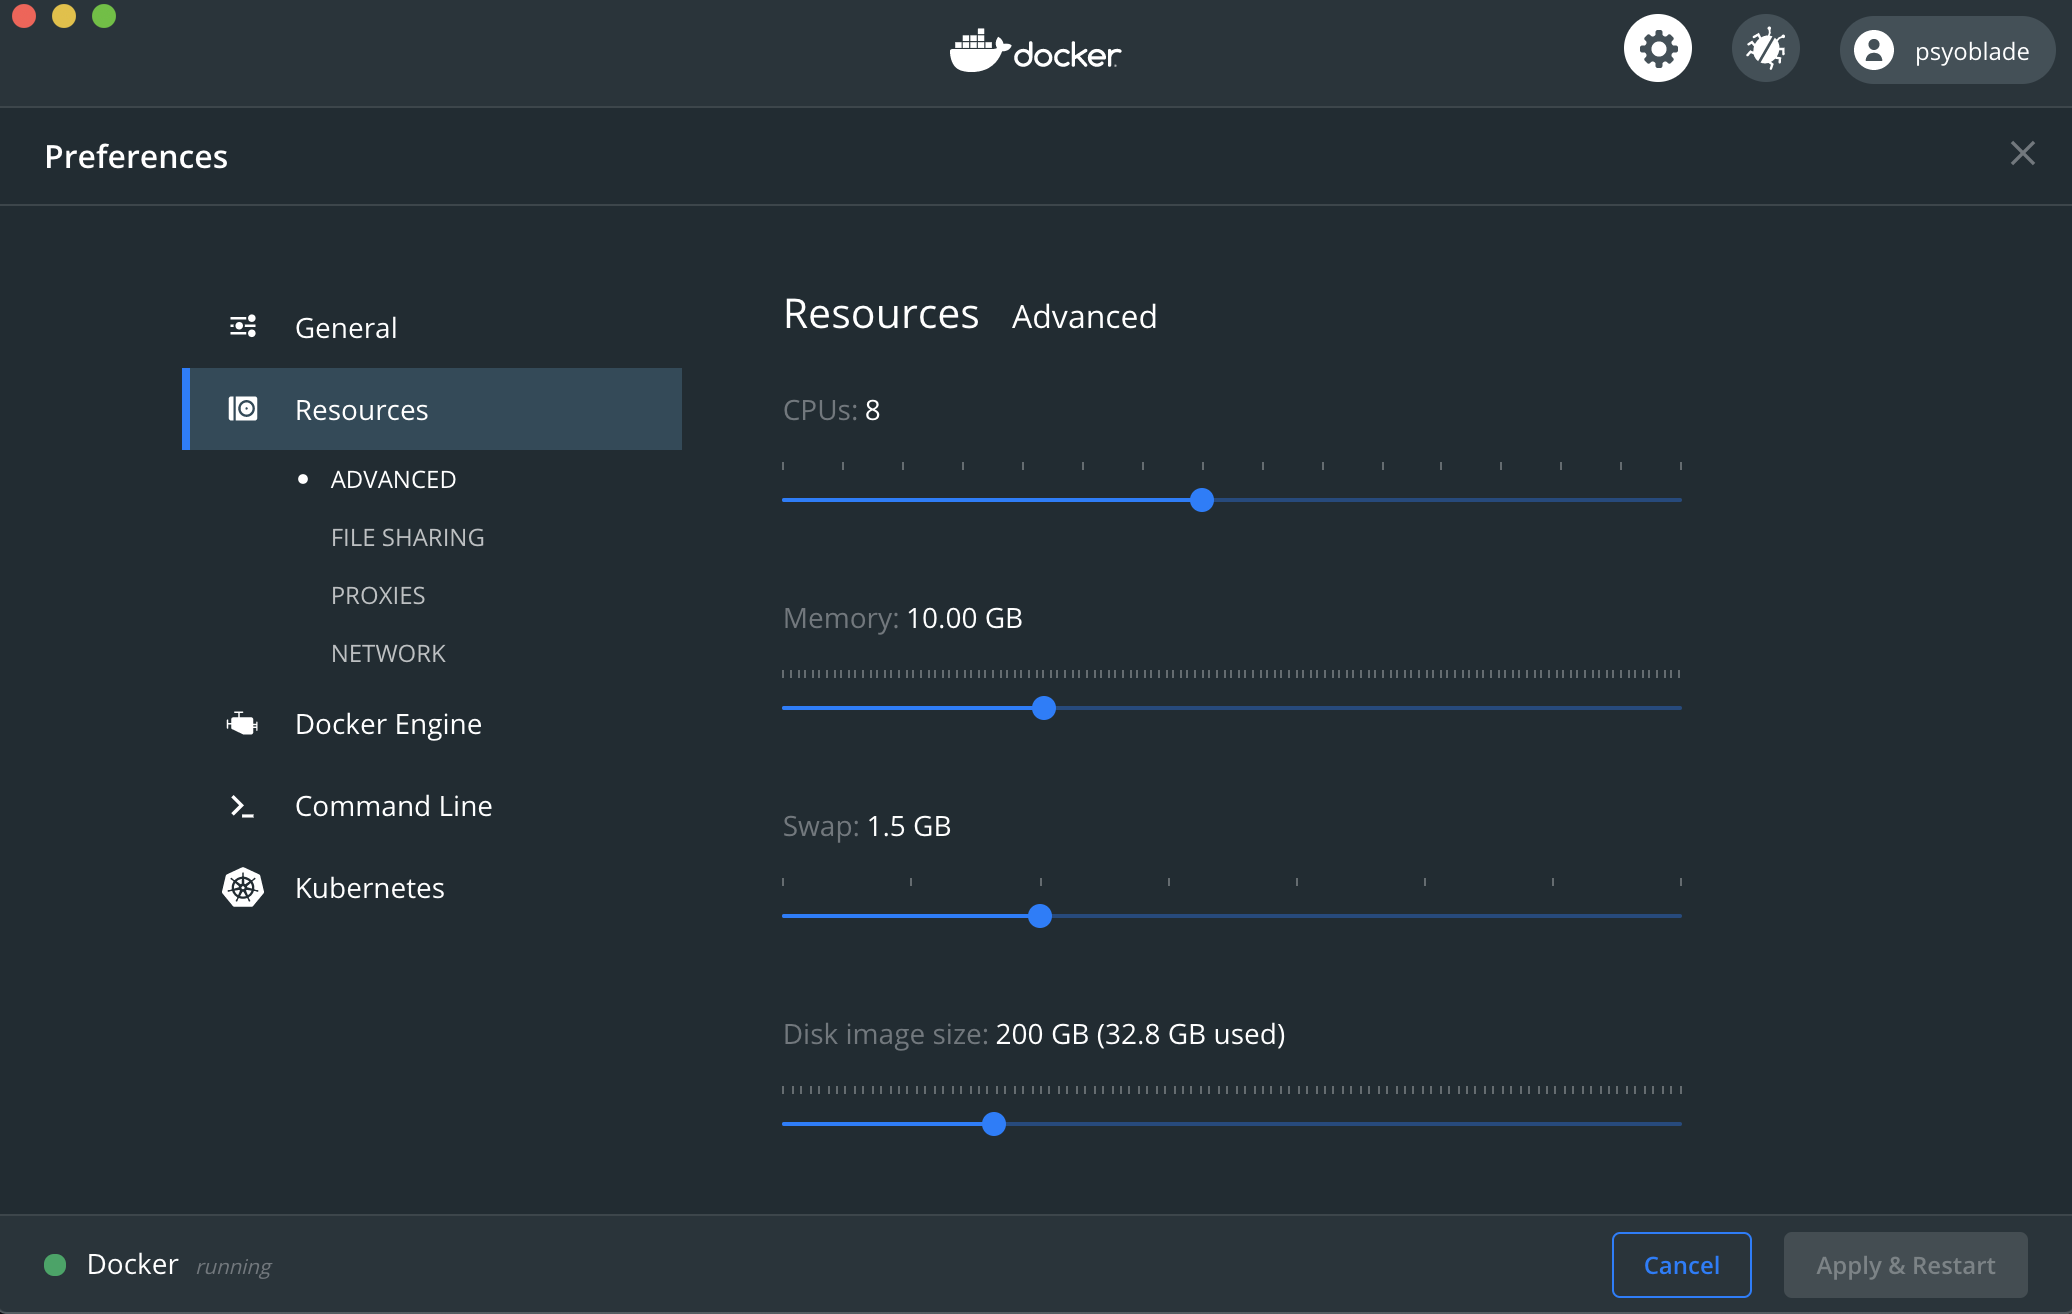 docker
psyoblade
Preferences
General
Resources
ADVANCED
FILE SHARING
PROXIES
NETWORK
Docker Engine
Command Line
Kubernetes
Resources Advanced
CPUs: 8
Memory: 10.00 GB
Swap: 1.5 GB
Disk image size: 200 GB (32.8 GB used)
Docker running
Cancel
Apply & Restart